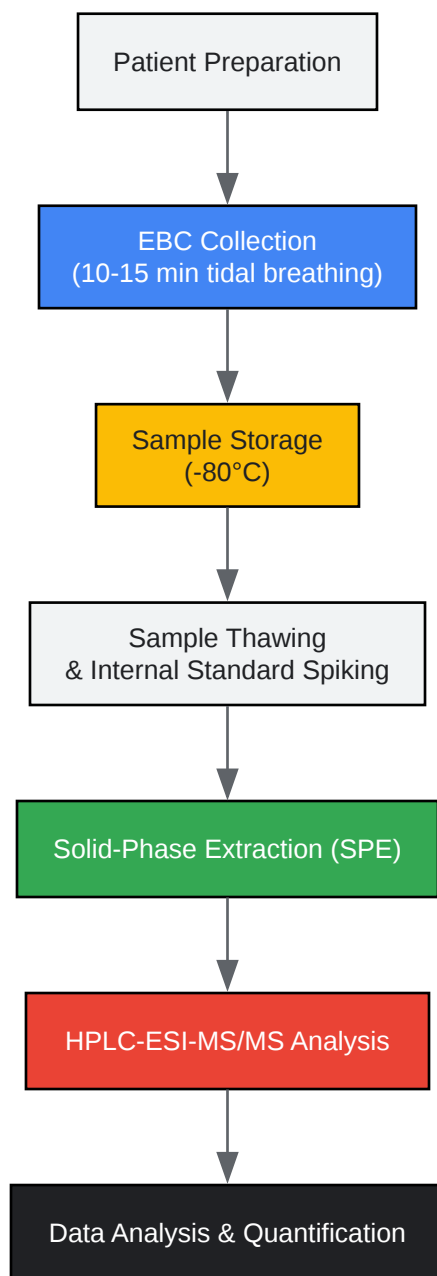 Patient Preparation
EBC Collection
(10-15 min tidal breathing)
Sample Storage
(-80°C)
Sample Thawing
& Internal Standard Spiking
Solid-Phase Extraction (SPE)
HPLC-ESI-MS/MS Analysis
Data Analysis & Quantification